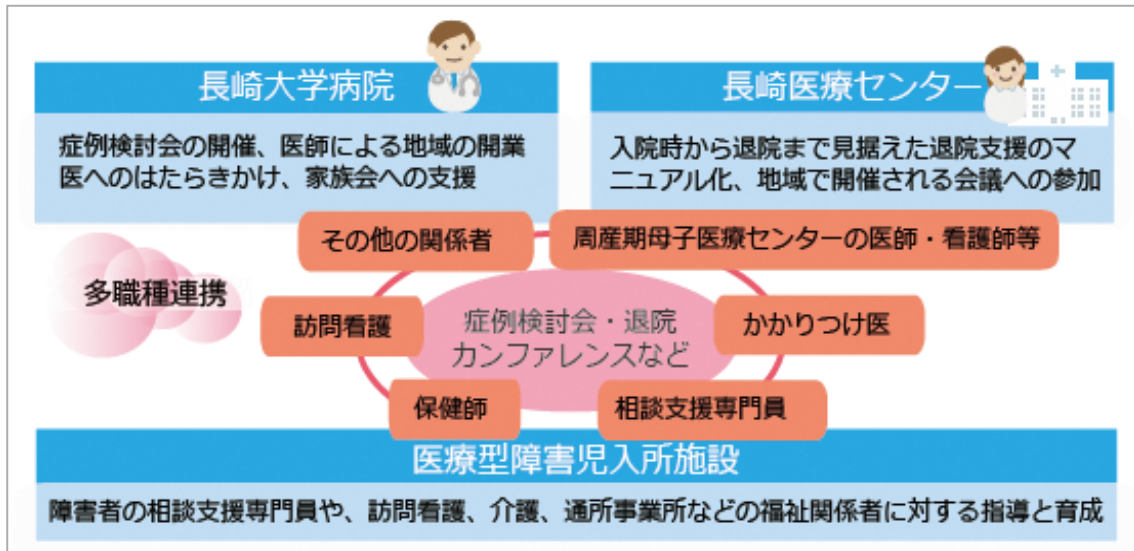 長崎大学病院
症例検討会の開催、医師による地域の開業
医へのはたらきかけ、家族会への支援
長崎医療センター
入院時から退院まで見据えた退院支援のマ
ニュアル化、地域で開催される会議への参加
多職種連携
その他の関係者
周産期母子医療センターの医師・看護師等
訪問看護
症例検討会・退院
カンファレンスなど
かかりつけ医
保健師
相談支援専門員
医療型障害児入所施設
障害者の相談支援専門員や、訪問看護、介護、通所事業所などの福祉関係者に対する指導と育成